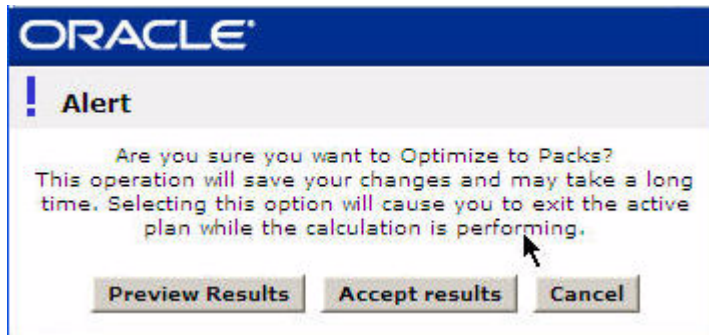 ORACLE
! Alert
Are you sure you want to Optimize to Packs?
This operation will save your changes and may take a long
time. Selecting this option will cause you to exit the active
plan while the calculation is performing.
Preview Results Accept results Cancel